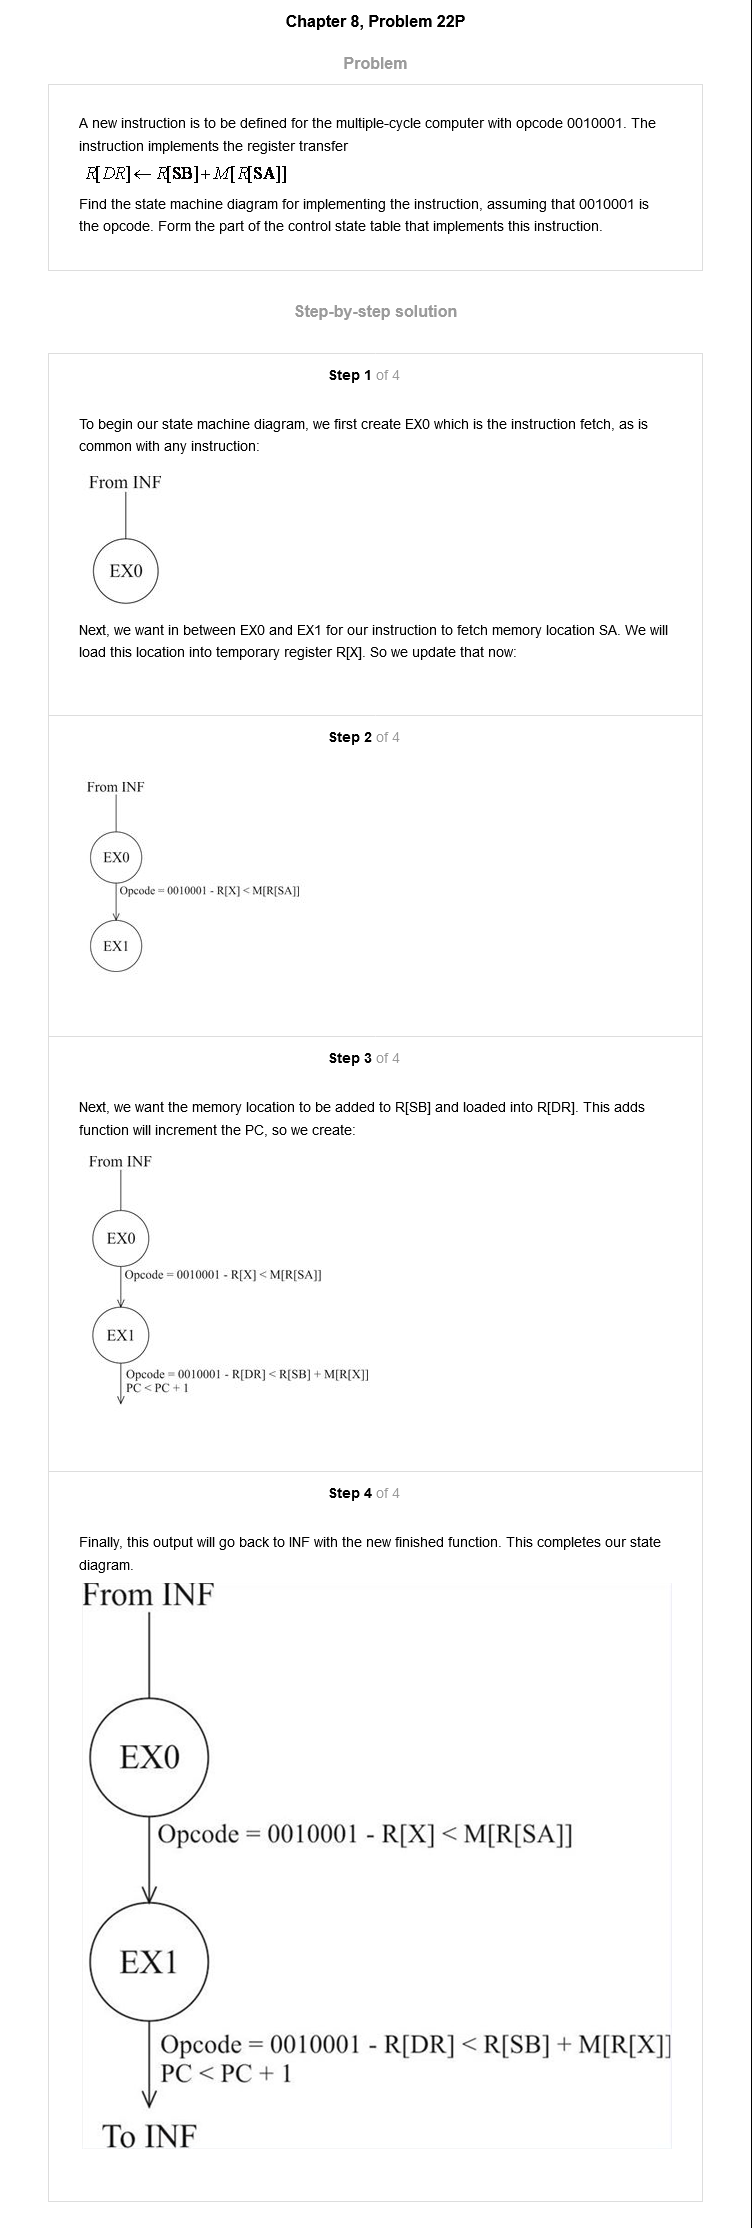 Chapter 8, Problem 22P
Problem
A new instruction is to be defined for the multiple-cycle computer with opcode 0010001. The
instruction implements the register transfer
R[DR]← R[SB]+M[R[SA]]
Find the state machine diagram for implementing the instruction, assuming that 0010001 is
the opcode. Form the part of the control state table that implements this instruction.
Step-by-step solution
Step 1 of 4
To begin our state machine diagram, we first create EX0 which is the instruction fetch, as is
common with any instruction:
From INF
EX0
Next, we want in between EX0 and EX1 for our instruction to fetch memory location SA. We will
load this location into temporary register R[X]. So we update that now:
Step 2 of 4
From INF
EX0
Opcode = 0010001 - R[X] < M[R[SA]]
EX1
Step 3 of 4
Next, we want the memory location to be added to R[SB] and loaded into R[DR]. This adds
function will increment the PC, so we create:
From INF
EX0
Opcode = 0010001 - R[X] < M[R[SA]]
EX1
Opcode = 0010001 - R[DR] < R[SB] + M[R[X]]
PC < PC + 1
Step 4 of 4
Finally, this output will go back to INF with the new finished function. This completes our state
diagram.
From INF
EX0
Opcode = 0010001 - R[X] < M[R[SA]]
EX1
Opcode = 0010001 - R[DR] < R[SB] + M[R[X]]
PC < PC + 1
To INF